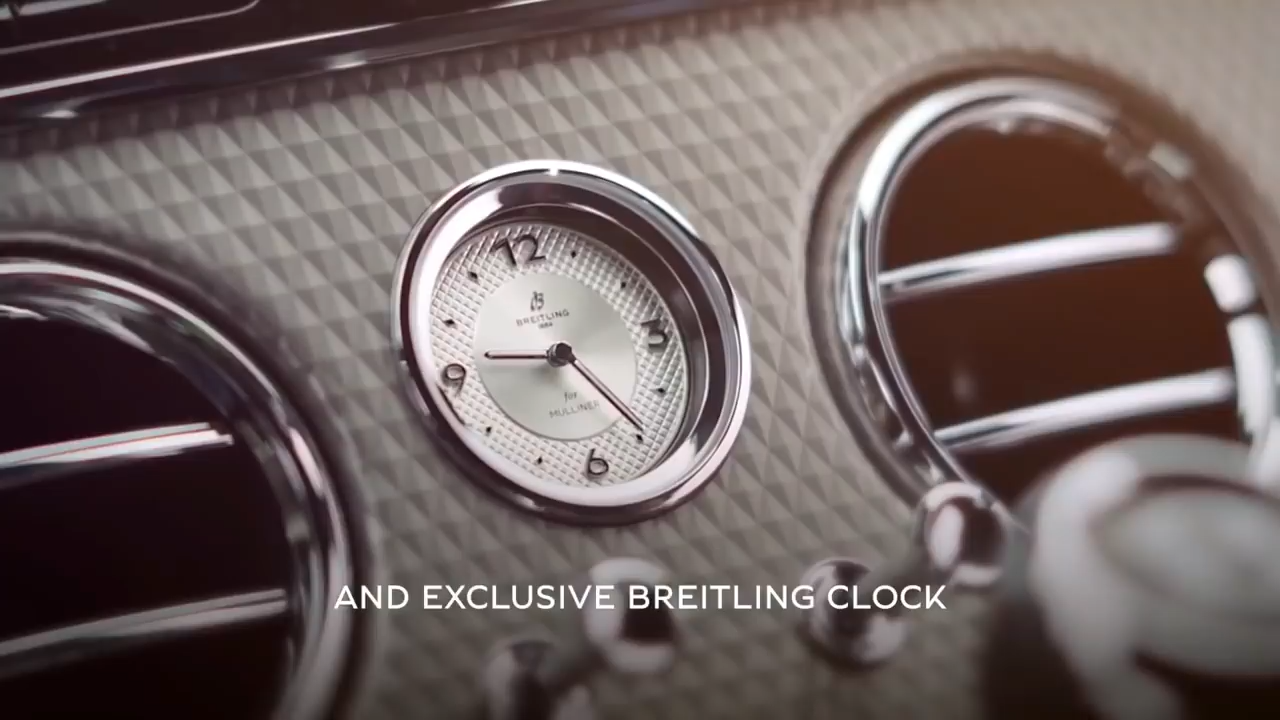 12
3
9
6
BREITLING
1884
for
MULLINER
AND EXCLUSIVE BREITLING CLOCK